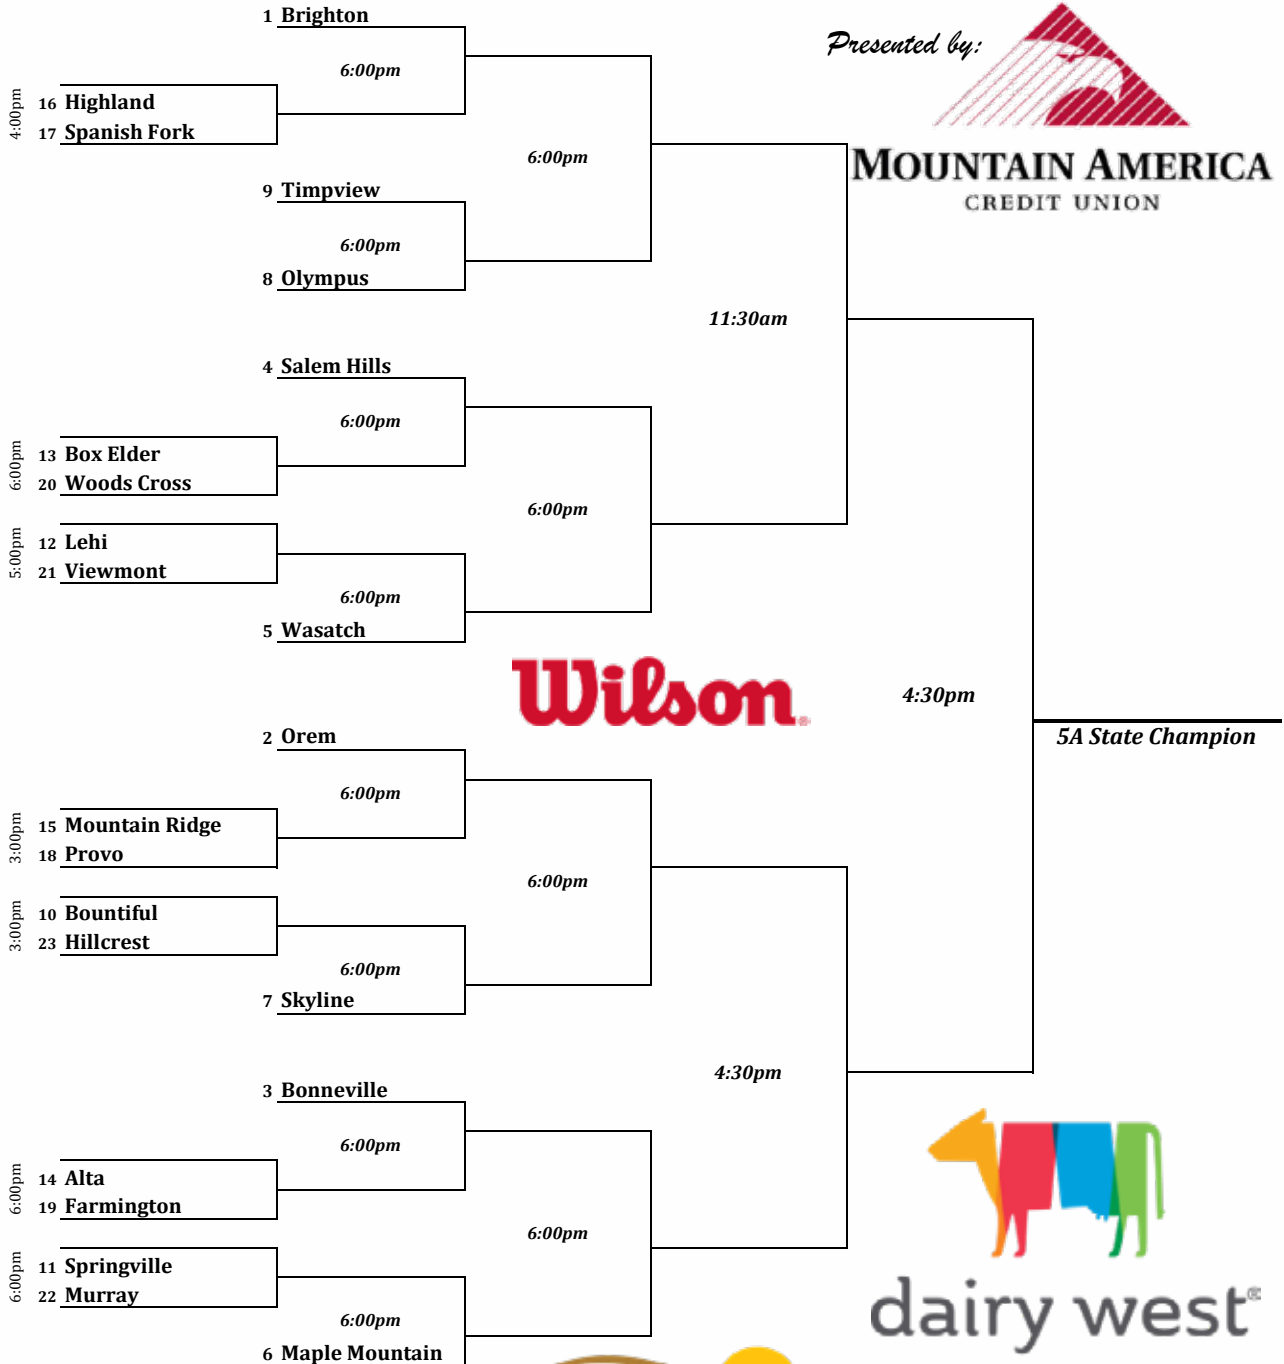 1 Brighton
Presented by:
6:00pm
4:00pm
16 Highland
17 Spanish Fork
MOUNTAIN AMERICA
CREDIT UNION
6:00pm
9 Timpview
6:00pm
8 Olympus
11:30am
4 Salem Hills
6:00pm
6:00pm
13 Box Elder
20 Woods Cross
6:00pm
5:00pm
12 Lehi
21 Viewmont
6:00pm
5 Wasatch
Wilson®
4:30pm
2 Orem
5A State Champion
6:00pm
3:00pm
15 Mountain Ridge
18 Provo
6:00pm
3:00pm
10 Bountiful
23 Hillcrest
6:00pm
7 Skyline
4:30pm
3 Bonneville
6:00pm
6:00pm
14 Alta
19 Farmington
6:00pm
6:00pm
11 Springville
22 Murray
dairy west®
6:00pm
6 Maple Mountain